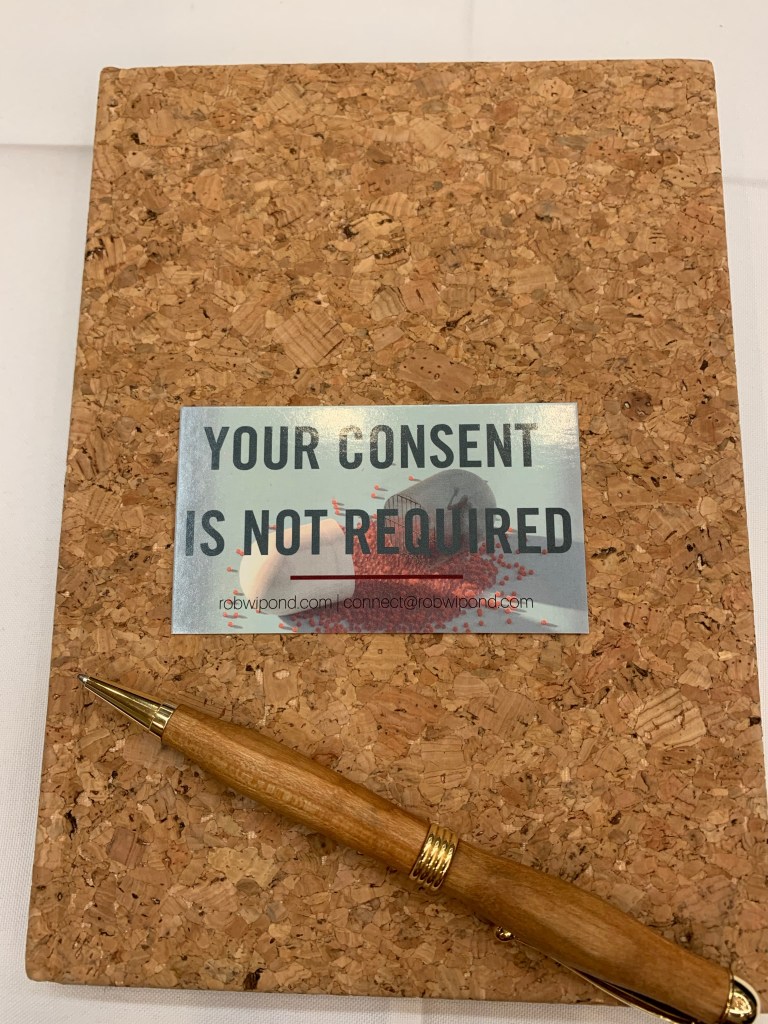 YOUR CONSENT
IS NOT REQUIRED
robwipond.com | connect@robwipond.com